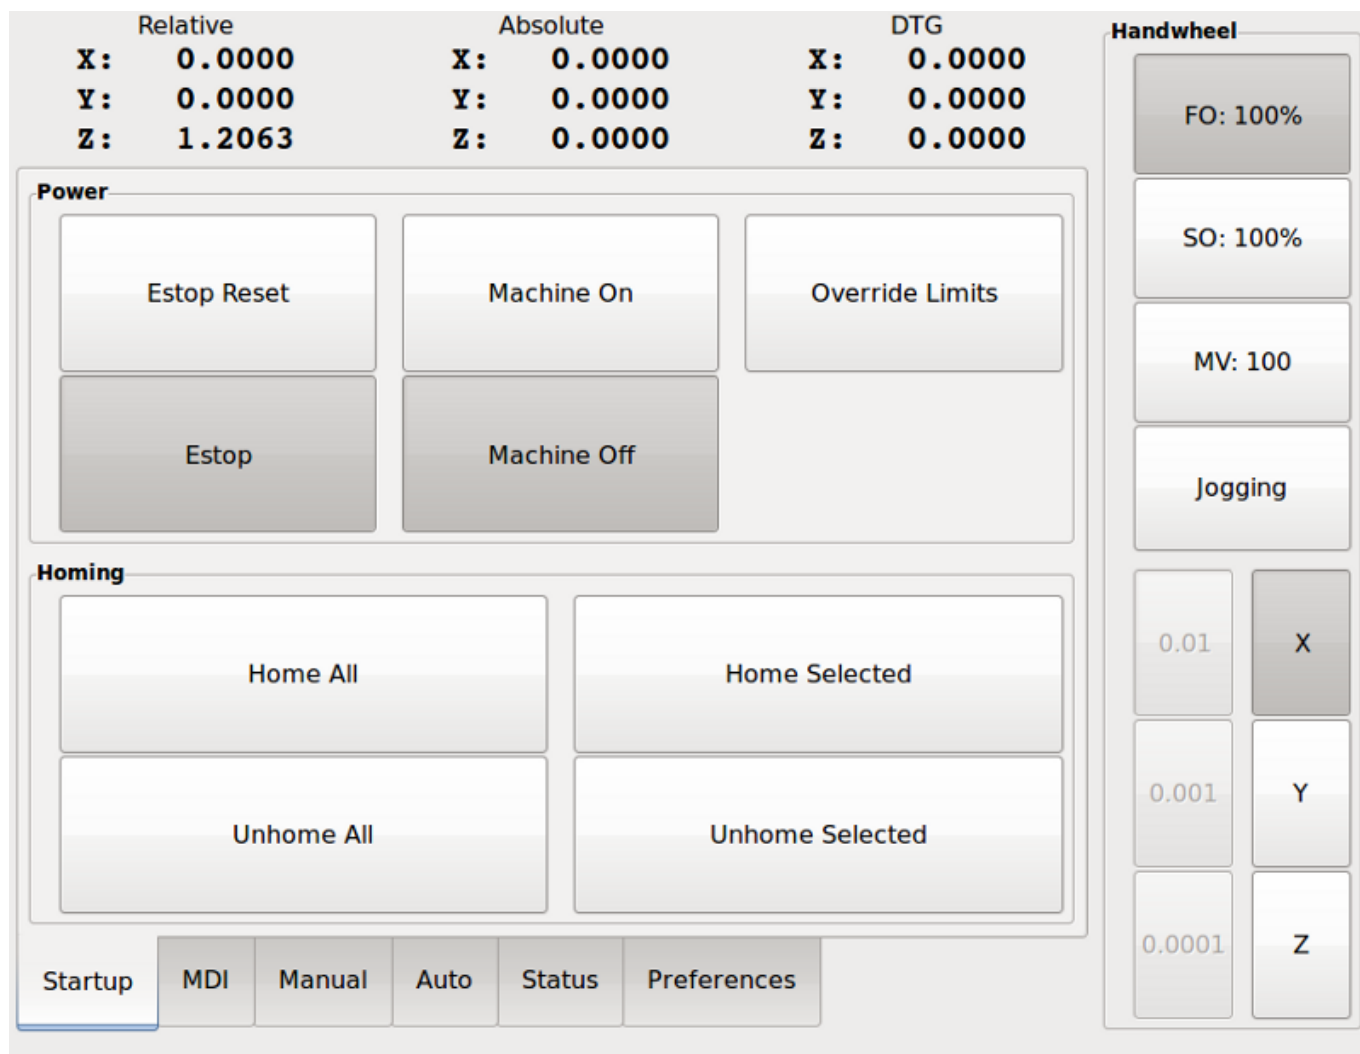 Relative Absolute DTG
X: 0.0000 X: 0.0000 X: 0.0000
Y: 0.0000 Y: 0.0000 Y: 0.0000
Z: 1.2063 Z: 0.0000 Z: 0.0000
Power
Estop Reset Machine On Override Limits
Estop Machine Off
Homing
Home All Home Selected
Unhome All Unhome Selected
Startup MDI Manual Auto Status Preferences
Handwheel
FO: 100%
SO: 100%
MV: 100
Jogging
0.01 X
0.001 Y
0.0001 Z